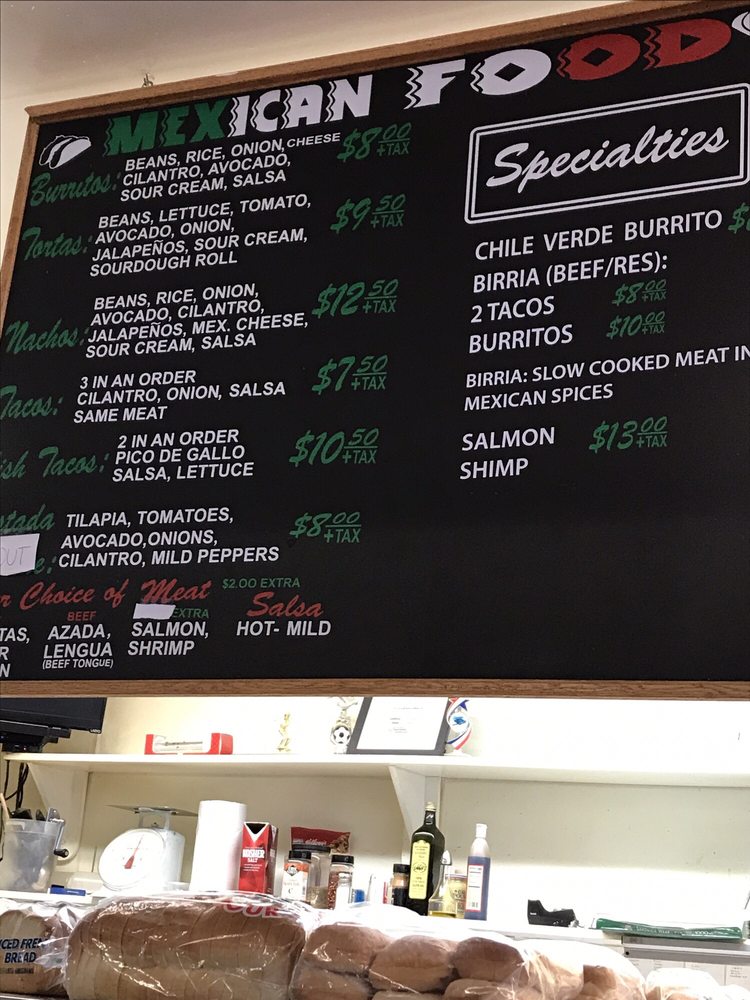 MEXICAN FOOD
Burritos: BEANS, RICE, ONION, CHEESE $8.00 +TAX
CILANTRO, AVOCADO,
SOUR CREAM, SALSA
Tortas: BEANS, LETTUCE, TOMATO, $9.50 +TAX
AVOCADO, ONION,
JALAPEÑOS, SOUR CREAM,
SOURDOUGH ROLL
Nachos: BEANS, RICE, ONION, $12.50 +TAX
AVOCADO, CILANTRO,
JALAPEÑOS, MEX. CHEESE,
SOUR CREAM, SALSA
Tacos: 3 IN AN ORDER $7.50 +TAX
CILANTRO, ONION, SALSA
SAME MEAT
ish Tacos: 2 IN AN ORDER $10.50 +TAX
PICO DE GALLO
SALSA, LETTUCE
stada TILAPIA, TOMATOES, $8.00 +TAX
OUT AVOCADO,ONIONS,
e: CILANTRO, MILD PEPPERS
r Choice of Meat $2.00 EXTRA
BEEF EXTRA Salsa
TAS, AZADA, SALMON, HOT- MILD
R LENGUA SHRIMP
N (BEEF TONGUE)
Specialties
CHILE VERDE BURRITO $
BIRRIA (BEEF/RES):
2 TACOS $8.00 +TAX
BURRITOS $10.00 +TAX
BIRRIA: SLOW COOKED MEAT IN
MEXICAN SPICES
SALMON $13.00 +TAX
SHIMP
KOSHER
SALT
ICED FRE
BREAD